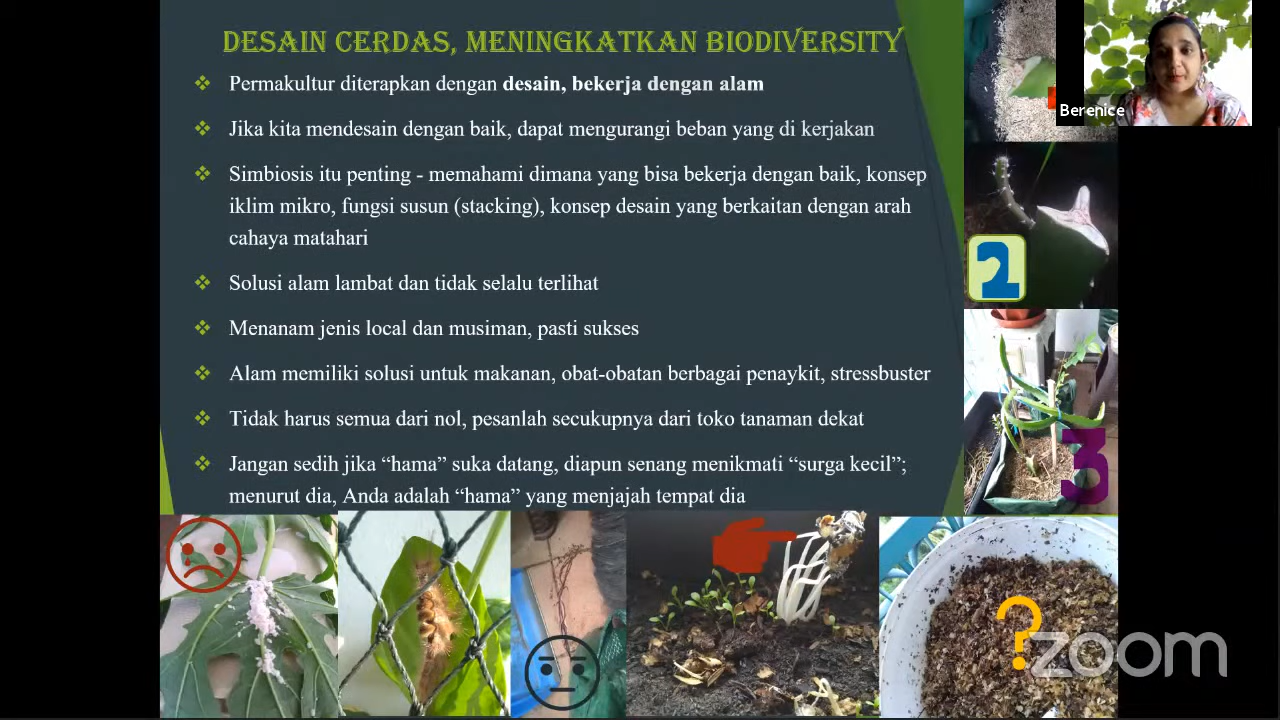 DESAIN CERDAS, MENINGKATKAN BIODIVERSITY
Permakultur diterapkan dengan desain, bekerja dengan alam
Jika kita mendesain dengan baik, dapat mengurangi beban yang di kerjakan
Simbiosis itu penting - memahami dimana yang bisa bekerja dengan baik, konsep
iklim mikro, fungsi susun (stacking), konsep desain yang berkaitan dengan arah
cahaya matahari
Solusi alam lambat dan tidak selalu terlihat
Menanam jenis local dan musiman, pasti sukses
Alam memiliki solusi untuk makanan, obat-obatan berbagai penaykit, stressbuster
Tidak harus semua dari nol, pesanlah secukupnya dari toko tanaman dekat
Jangan sedih jika “hama” suka datang, diapun senang menikmati “surga kecil”;
menurut dia, Anda adalah “hama” yang menjajah tempat dia
Berenice
2
3
?
zoom